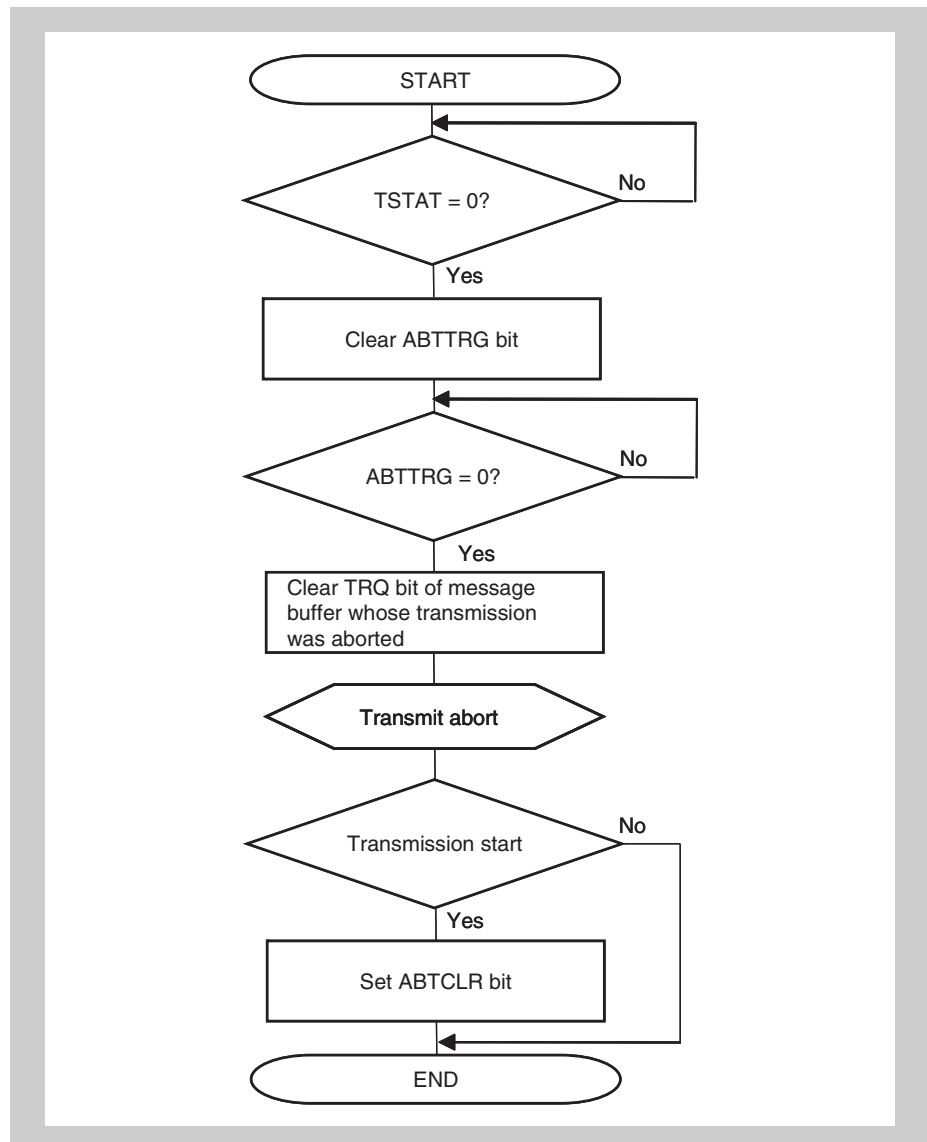 START
No
TSTAT = 0?
Yes
Clear ABTTRG bit
No
ABTTRG = 0?
Yes
Clear TRQ bit of message
buffer whose transmission
was aborted
Transmit abort
No
Transmission start
Yes
Set ABTCLR bit
END